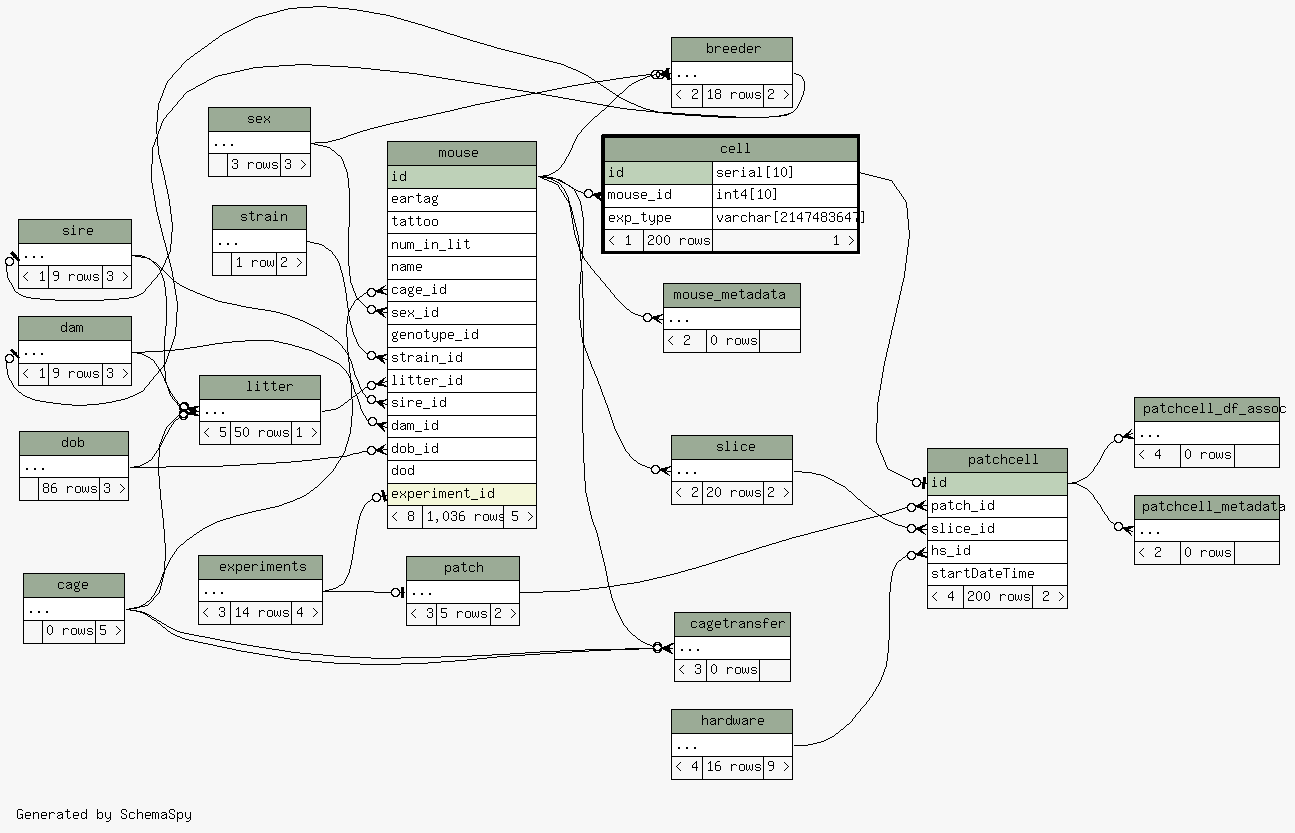 breeder
...
< 2 18 rows 2 >
sex
...
3 rows 3 >
cell
id serial[10]
mouse_id int4[10]
exp_type varchar[2147483647]
< 1 200 rows 1 >
mouse
id
eartag
tattoo
num_in_lit
name
cage_id
sex_id
genotype_id
strain_id
litter_id
sire_id
dam_id
dob_id
dod
experiment_id
< 8 1,036 rows 5 >
strain
...
1 row 2 >
sire
...
< 1 9 rows 3 >
mouse_metadata
...
< 2 0 rows
dam
...
< 1 9 rows 3 >
litter
...
< 5 50 rows 1 >
patchcell_df_assoc
...
< 4 0 rows
dob
...
86 rows 3 >
slice
...
< 2 20 rows 2 >
patchcell
id
patch_id
slice_id
hs_id
startDateTime
< 4 200 rows 2 >
patchcell_metadata
...
< 2 0 rows
experiments
...
< 3 14 rows 4 >
patch
...
< 3 5 rows 2 >
cage
...
0 rows 5 >
cagetransfer
...
< 3 0 rows
hardware
...
< 4 16 rows 9 >
Generated by SchemaSpy